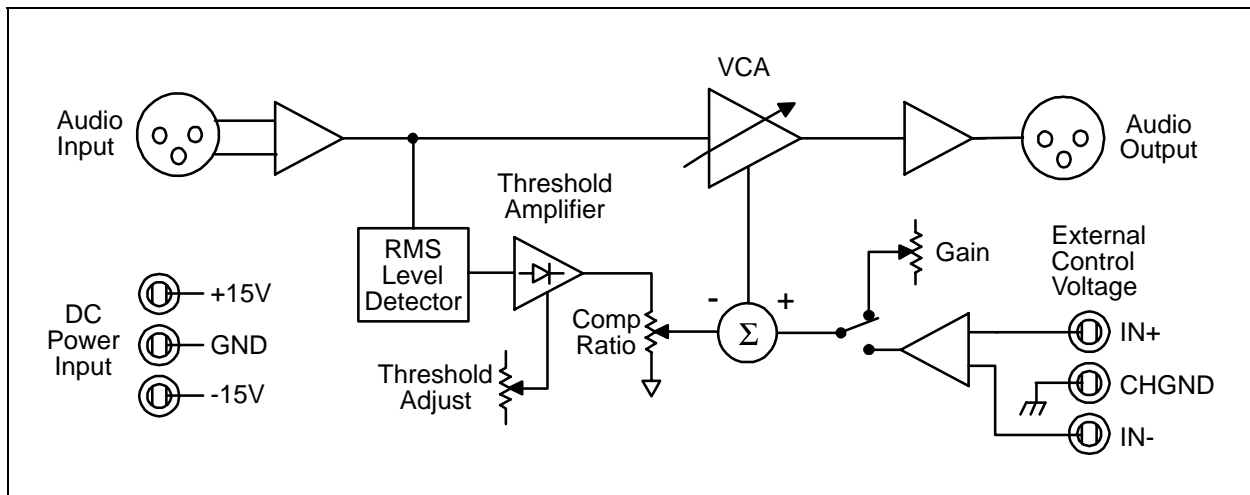 VCA
Audio
Input
Audio
Output
Threshold
Amplifier
RMS
Level
Detector
Gain
External
Control
Voltage
DC
Power
Input
+15V
GND
-15V
Comp
Ratio
-
+
Σ
Threshold
Adjust
IN+
CHGND
IN-